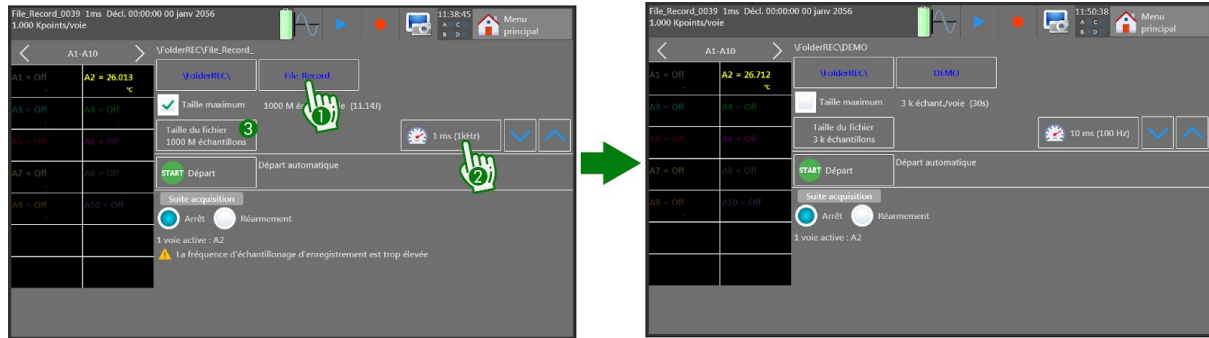 File_Record_0039 1ms Décl. 00:00:00 00 janv 2056
1.000 Kpoints/voie
11:38:45
A C
B D
Menu
principal
A1-A10
\FolderREC\File_Record_
A1 = Off
A2 = 26.013
°C
\FolderREC\
File_Record_
A3 = Off
A4 = Off
Taille maximum
1000 M
(11.14J)
1
A5 = Off
A6 = Off
Taille du fichier
1000 M échantillons
3
1 ms (1kHz)
2
A7 = Off
A8 = Off
START Départ
Départ automatique
A9 = Off
A10 = Off
Suite acquisition
Arrêt
Réarmement
1 voie active : A2
La fréquence d'échantillonage d'enregistrement est trop élevée
File_Record_0039 1ms Décl. 00:00:00 00 janv 2056
1.000 Kpoints/voie
11:50:38
A C
B D
Menu
principal
A1-A10
\FolderREC\DEMO
A1 = Off
A2 = 26.712
°C
\FolderREC\
DEMO
A3 = Off
A4 = Off
Taille maximum
3 k échant./voie (30s)
A5 = Off
A6 = Off
Taille du fichier
3 k échantillons
10 ms (100 Hz)
A7 = Off
A8 = Off
START Départ
Départ automatique
A9 = Off
A10 = Off
Suite acquisition
Arrêt
Réarmement
1 voie active : A2